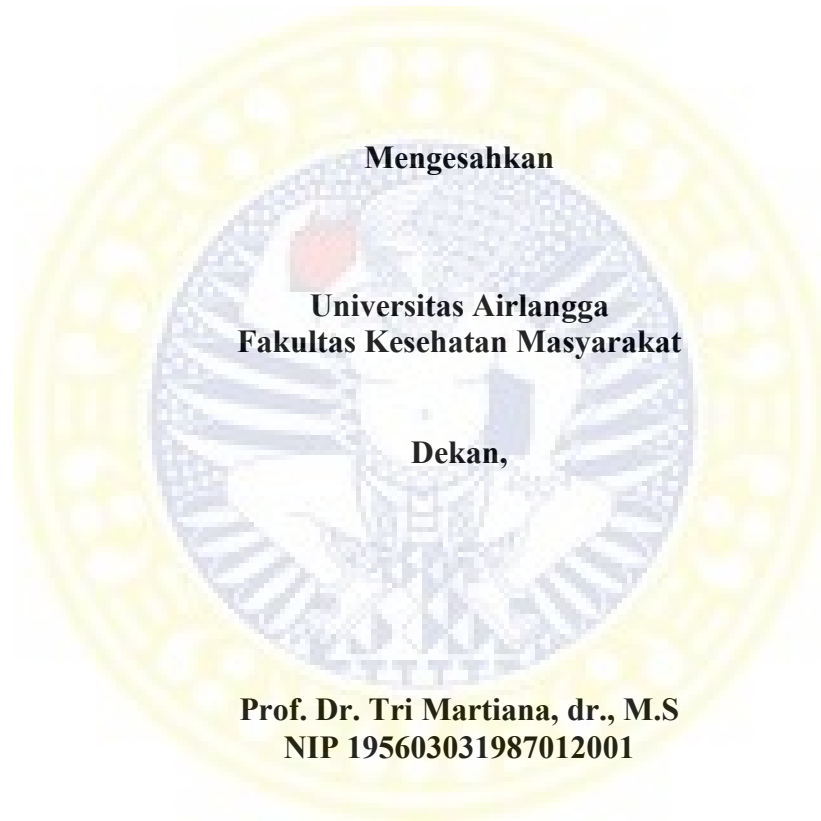 Mengesahkan
Universitas Airlangga
Fakultas Kesehatan Masyarakat
Dekan,
Prof. Dr. Tri Martiana, dr., M.S
NIP 195603031987012001